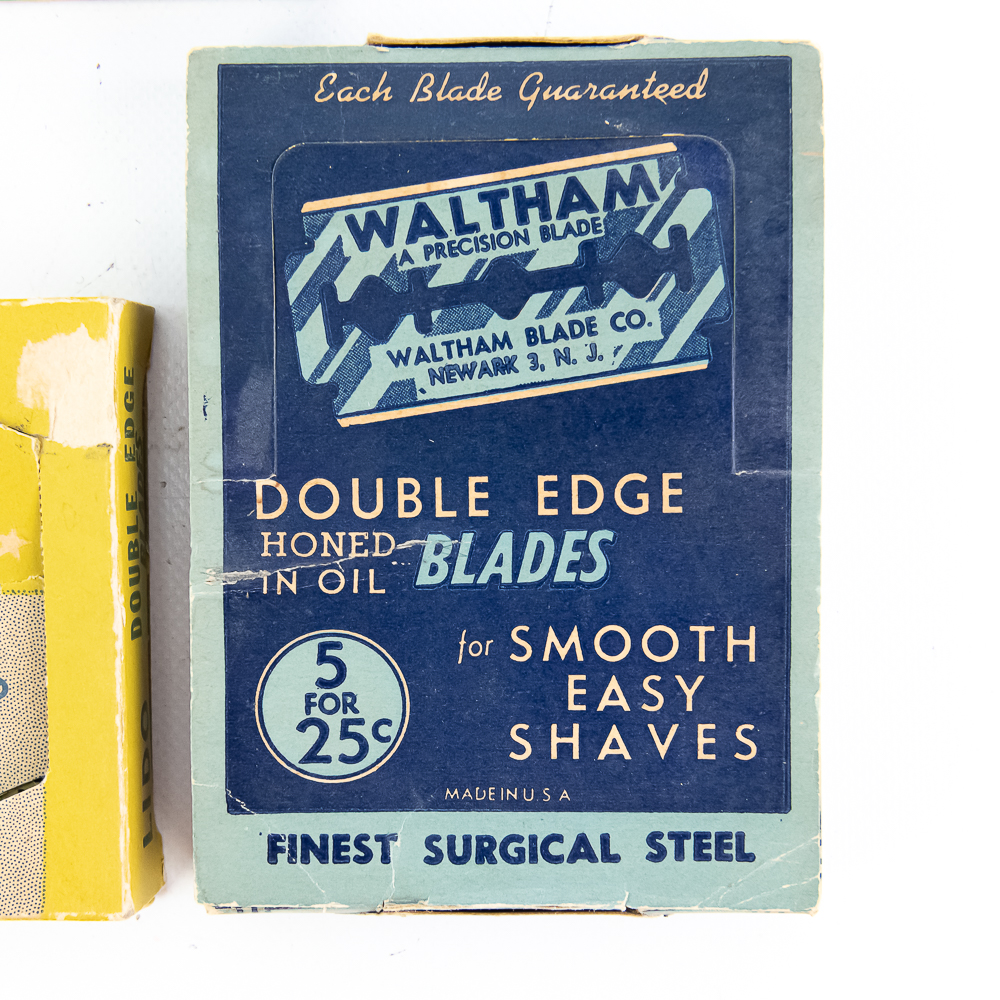 Each Blade Guaranteed
WALTHAM
A PRECISION BLADE
WALTHAM BLADE CO.
NEWARK 3, N. J.
DOUBLE EDGE
HONED
IN OIL
BLADES
5
FOR
25c
for SMOOTH
EASY
SHAVES
MADE IN U.S A
FINEST SURGICAL STEEL
LIDO DOUBLE EDGE